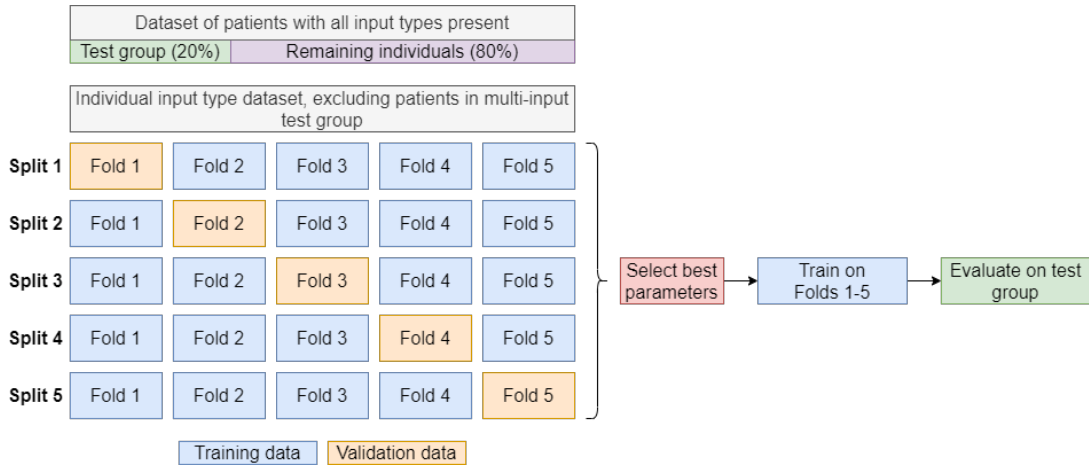 Dataset of patients with all input types present
Test group (20%) Remaining individuals (80%)
Individual input type dataset, excluding patients in multi-input
test group
Split 1 Fold 1 Fold 2 Fold 3 Fold 4 Fold 5
Split 2 Fold 1 Fold 2 Fold 3 Fold 4 Fold 5
Split 3 Fold 1 Fold 2 Fold 3 Fold 4 Fold 5
Split 4 Fold 1 Fold 2 Fold 3 Fold 4 Fold 5
Split 5 Fold 1 Fold 2 Fold 3 Fold 4 Fold 5
Select best
parameters
Train on
Folds 1-5
Evaluate on test
group
Training data Validation data